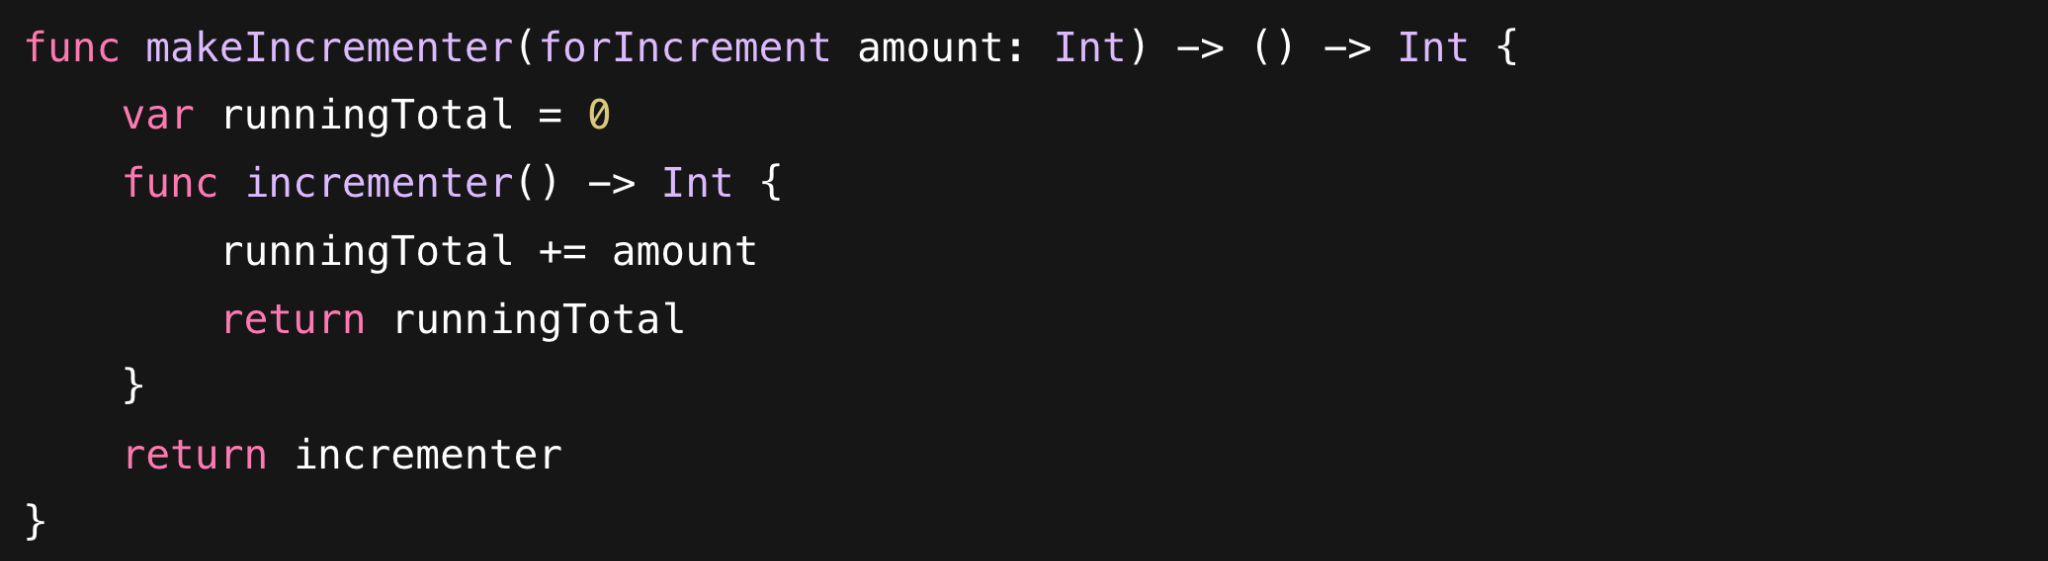 func makeIncrementer(forIncrement amount: Int) -> () -> Int {
    var runningTotal = 0
    func incrementer() -> Int {
        runningTotal += amount
        return runningTotal
    }
    return incrementer
}